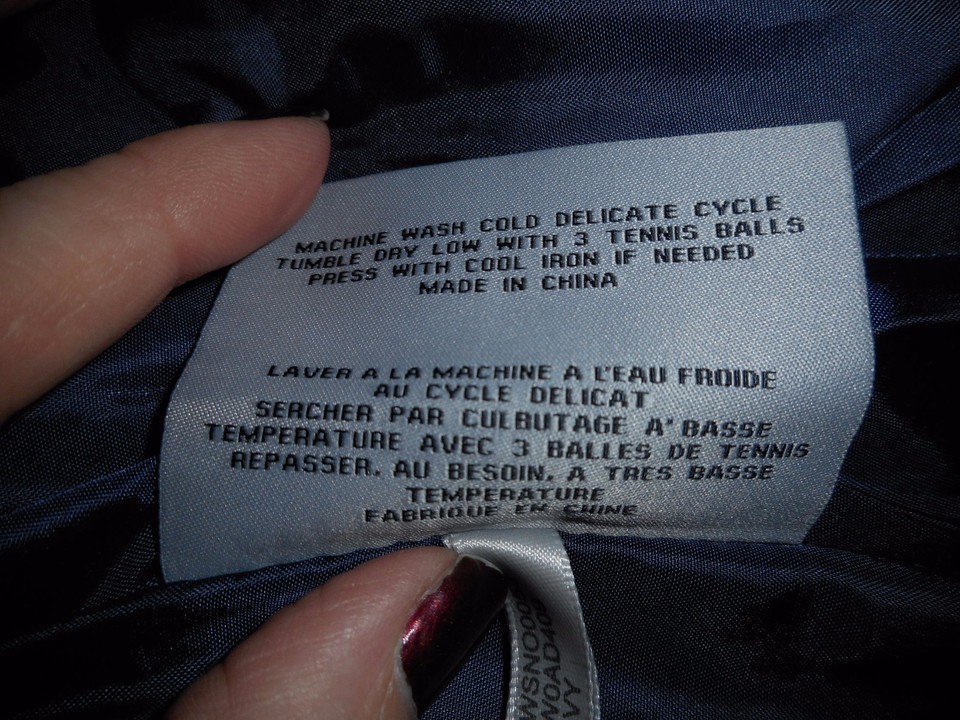 MACHINE WASH COLD DELICATE CYCLE
TUMBLE DRY LOW WITH 3 TENNIS BALLS
PRESS WITH COOL IRON IF NEEDED
MADE IN CHINA
LAVER A LA MACHINE A L'EAU FROIDE
AU CYCLE DELICAT
SERCHER PAR CULBUTAGE A' BASSE
TEMPERATURE AVEC 3 BALLES DE TENNIS
REPASSER, AU BESOIN, A TRES BASSE
TEMPERATURE
FABRIQUE EN CHINE
VY